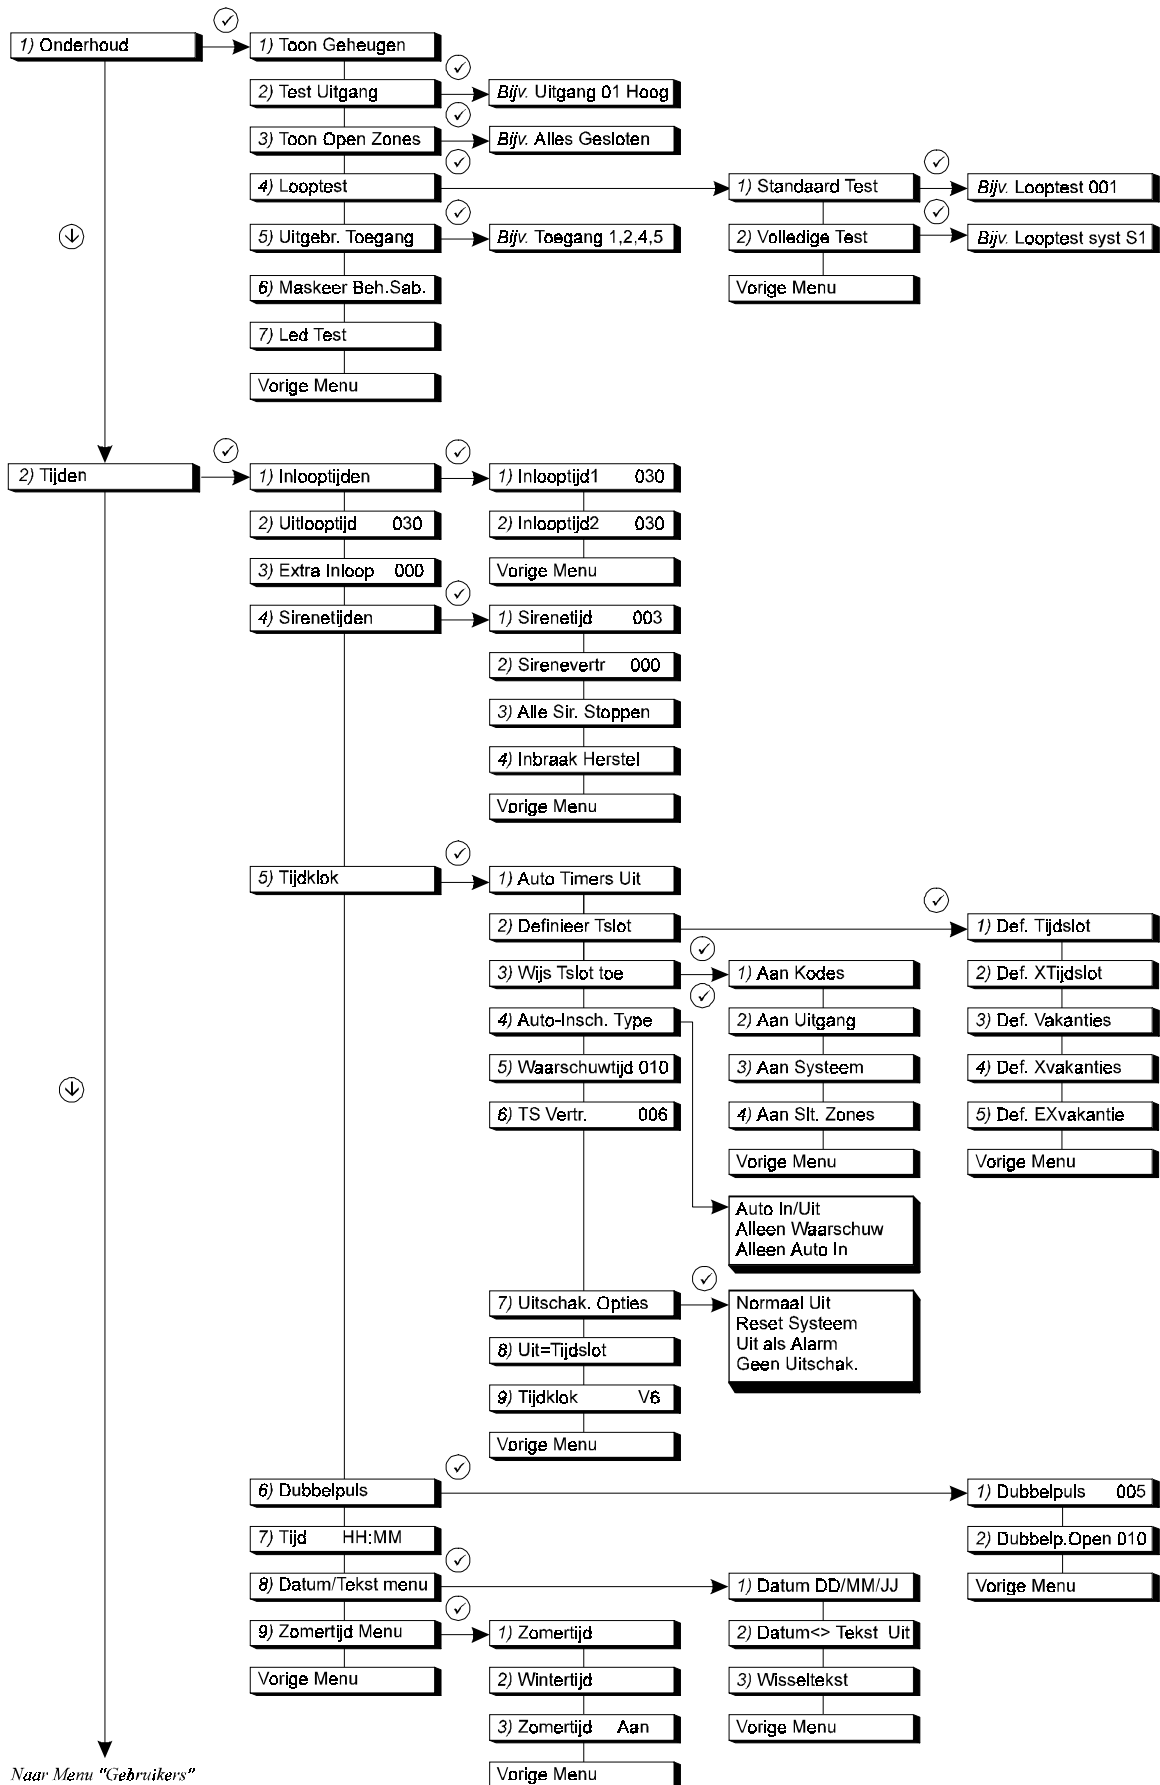 1) Onderhoud
1) Toon Geheugen
2) Test Uitgang
Bijv. Uitgang 01 Hoog
3) Toon Open Zones
Bijv. Alles Gesloten
4) Looptest
1) Standaard Test
Bijv. Looptest 001
5) Uitgebr. Toegang
Bijv. Toegang 1,2,4,5
2) Volledige Test
Bijv. Looptest syst S1
6) Maskeer Beh.Sab.
Vorige Menu
7) Led Test
Vorige Menu
2) Tijden
1) Inlooptijden
1) Inlooptijd1 030
2) Uitlooptijd 030
2) Inlooptijd2 030
3) Extra Inloop 000
Vorige Menu
4) Sirenetijden
1) Sirenetijd 003
2) Sirenevertr 000
3) Alle Sir. Stoppen
4) Inbraak Herstel
Vorige Menu
5) Tijdklok
1) Auto Timers Uit
2) Definieer Tslot
1) Def. Tijdslot
3) Wijs Tslot toe
1) Aan Kodes
2) Def. XTijdslot
4) Auto-Insch. Type
2) Aan Uitgang
3) Def. Vakanties
5) Waarschuwtijd 010
3) Aan Systeem
4) Def. Xvakanties
6) TS Vertr. 006
4) Aan Slt. Zones
5) Def. EXvakantie
Vorige Menu
Vorige Menu
Auto In/Uit
Alleen Waarschuw
Alleen Auto In
7) Uitschak. Opties
Normaal Uit
Reset Systeem
Uit als Alarm
Geen Uitschak.
8) Uit=Tijdslot
9) Tijdklok V6
Vorige Menu
6) Dubbelpuls
1) Dubbelpuls 005
7) Tijd HH:MM
2) Dubbelp.Open 010
8) Datum/Tekst menu
1) Datum DD/MM/JJ
Vorige Menu
9) Zomertijd Menu
1) Zomertijd
2) Datum<> Tekst Uit
Vorige Menu
2) Wintertijd
3) Wisseltekst
3) Zomertijd Aan
Vorige Menu
Naar Menu "Gebruikers"
Vorige Menu